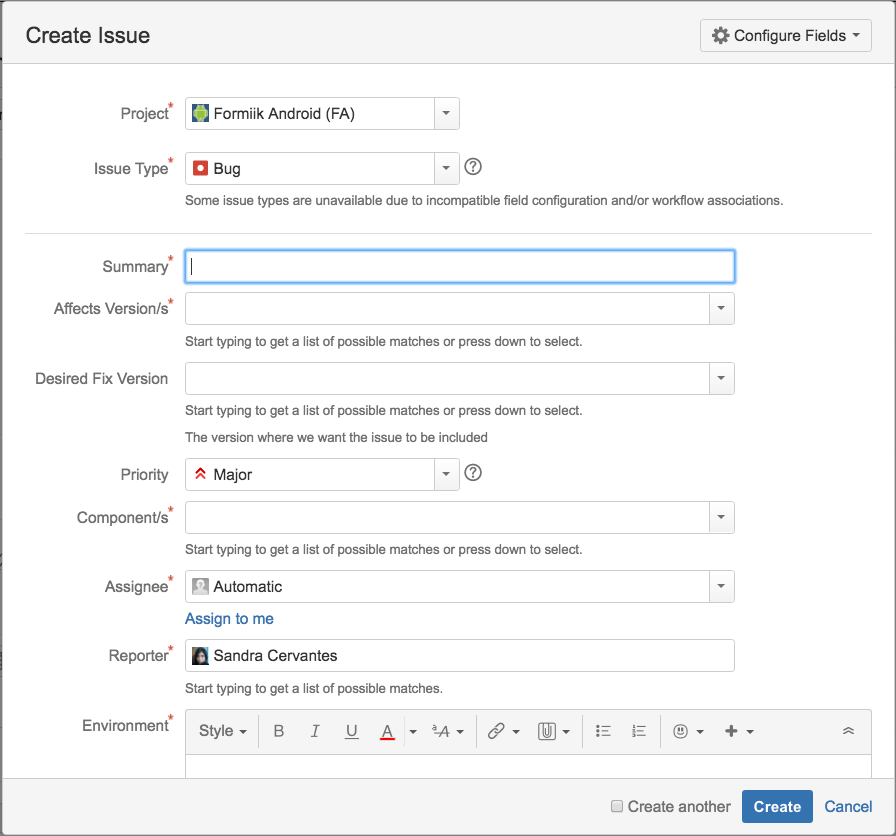 Create Issue
Configure Fields
Project*
Formiik Android (FA)
Issue Type*
Bug
Some issue types are unavailable due to incompatible field configuration and/or workflow associations.
Summary*
Affects Version/s*
Start typing to get a list of possible matches or press down to select.
Desired Fix Version
Start typing to get a list of possible matches or press down to select.
The version where we want the issue to be included
Priority
Major
Component/s*
Start typing to get a list of possible matches or press down to select.
Assignee*
Automatic
Assign to me
Reporter*
Sandra Cervantes
Start typing to get a list of possible matches.
Environment*
Style B I U A ªA
Create another Create Cancel